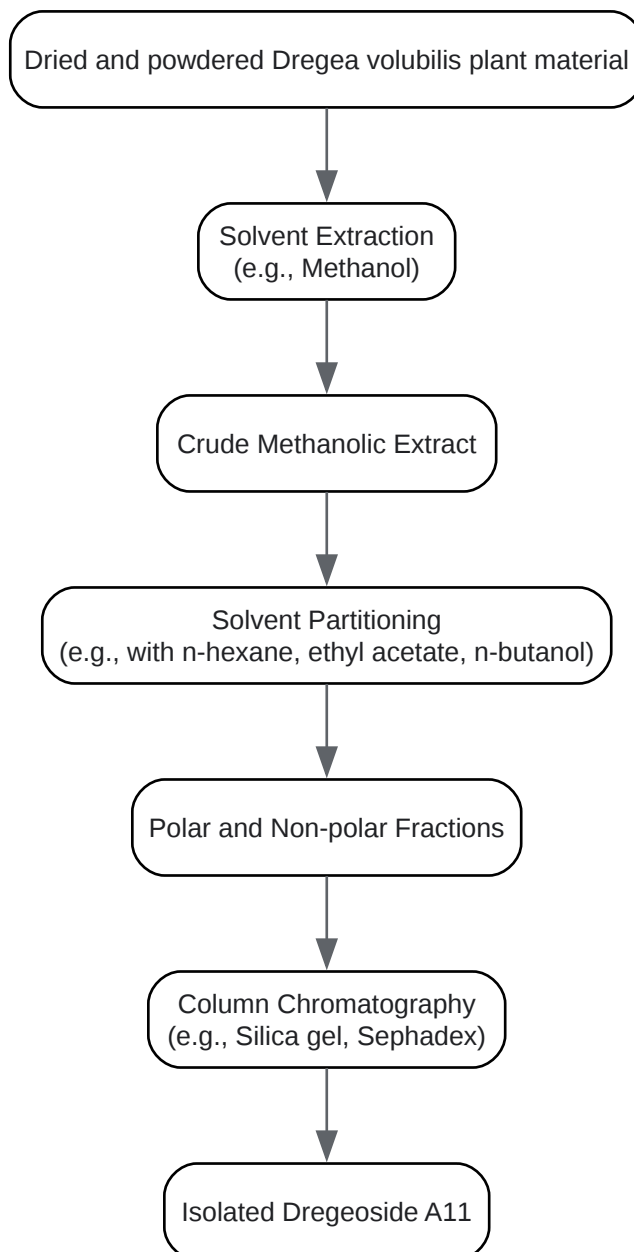 Dried and powdered Dregea volubilis plant material
Solvent Extraction
(e.g., Methanol)
Crude Methanolic Extract
Solvent Partitioning
(e.g., with n-hexane, ethyl acetate, n-butanol)
Polar and Non-polar Fractions
Column Chromatography
(e.g., Silica gel, Sephadex)
Isolated Dregeoside A11